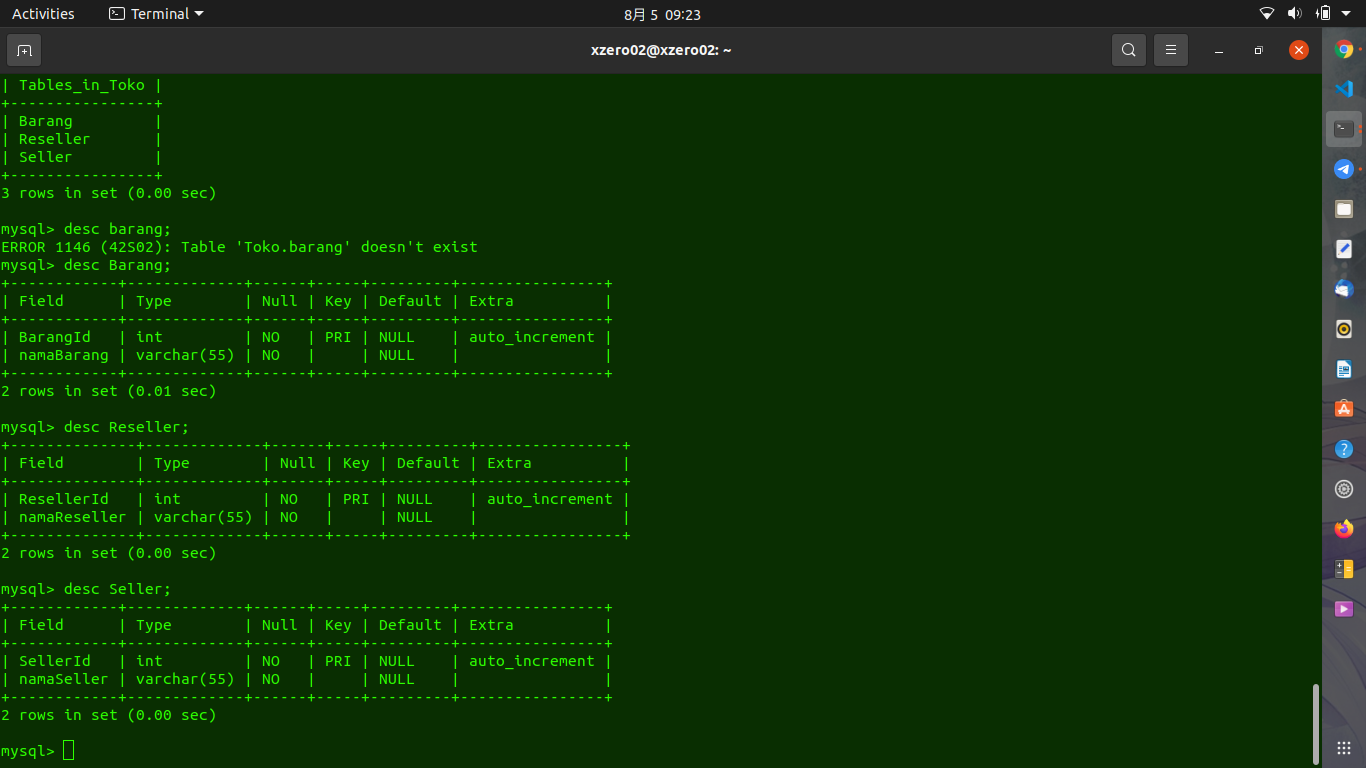 Activities Terminal 8月 5 09:23
xzero02@xzero02: ~
| Tables_in_Toko |
+----------------+
| Barang         |
| Reseller       |
| Seller         |
+----------------+
3 rows in set (0.00 sec)
mysql> desc barang;
ERROR 1146 (42S02): Table 'Toko.barang' doesn't exist
mysql> desc Barang;
+------------+-------------+------+-----+---------+----------------+
| Field      | Type        | Null | Key | Default | Extra          |
+------------+-------------+------+-----+---------+----------------+
| BarangId   | int         | NO   | PRI | NULL    | auto_increment |
| namaBarang | varchar(55) | NO   |     | NULL    |                |
+------------+-------------+------+-----+---------+----------------+
2 rows in set (0.01 sec)
mysql> desc Reseller;
+--------------+-------------+------+-----+---------+----------------+
| Field        | Type        | Null | Key | Default | Extra          |
+--------------+-------------+------+-----+---------+----------------+
| ResellerId   | int         | NO   | PRI | NULL    | auto_increment |
| namaReseller | varchar(55) | NO   |     | NULL    |                |
+--------------+-------------+------+-----+---------+----------------+
2 rows in set (0.00 sec)
mysql> desc Seller;
+------------+-------------+------+-----+---------+----------------+
| Field      | Type        | Null | Key | Default | Extra          |
+------------+-------------+------+-----+---------+----------------+
| SellerId   | int         | NO   | PRI | NULL    | auto_increment |
| namaSeller | varchar(55) | NO   |     | NULL    |                |
+------------+-------------+------+-----+---------+----------------+
2 rows in set (0.00 sec)
mysql>